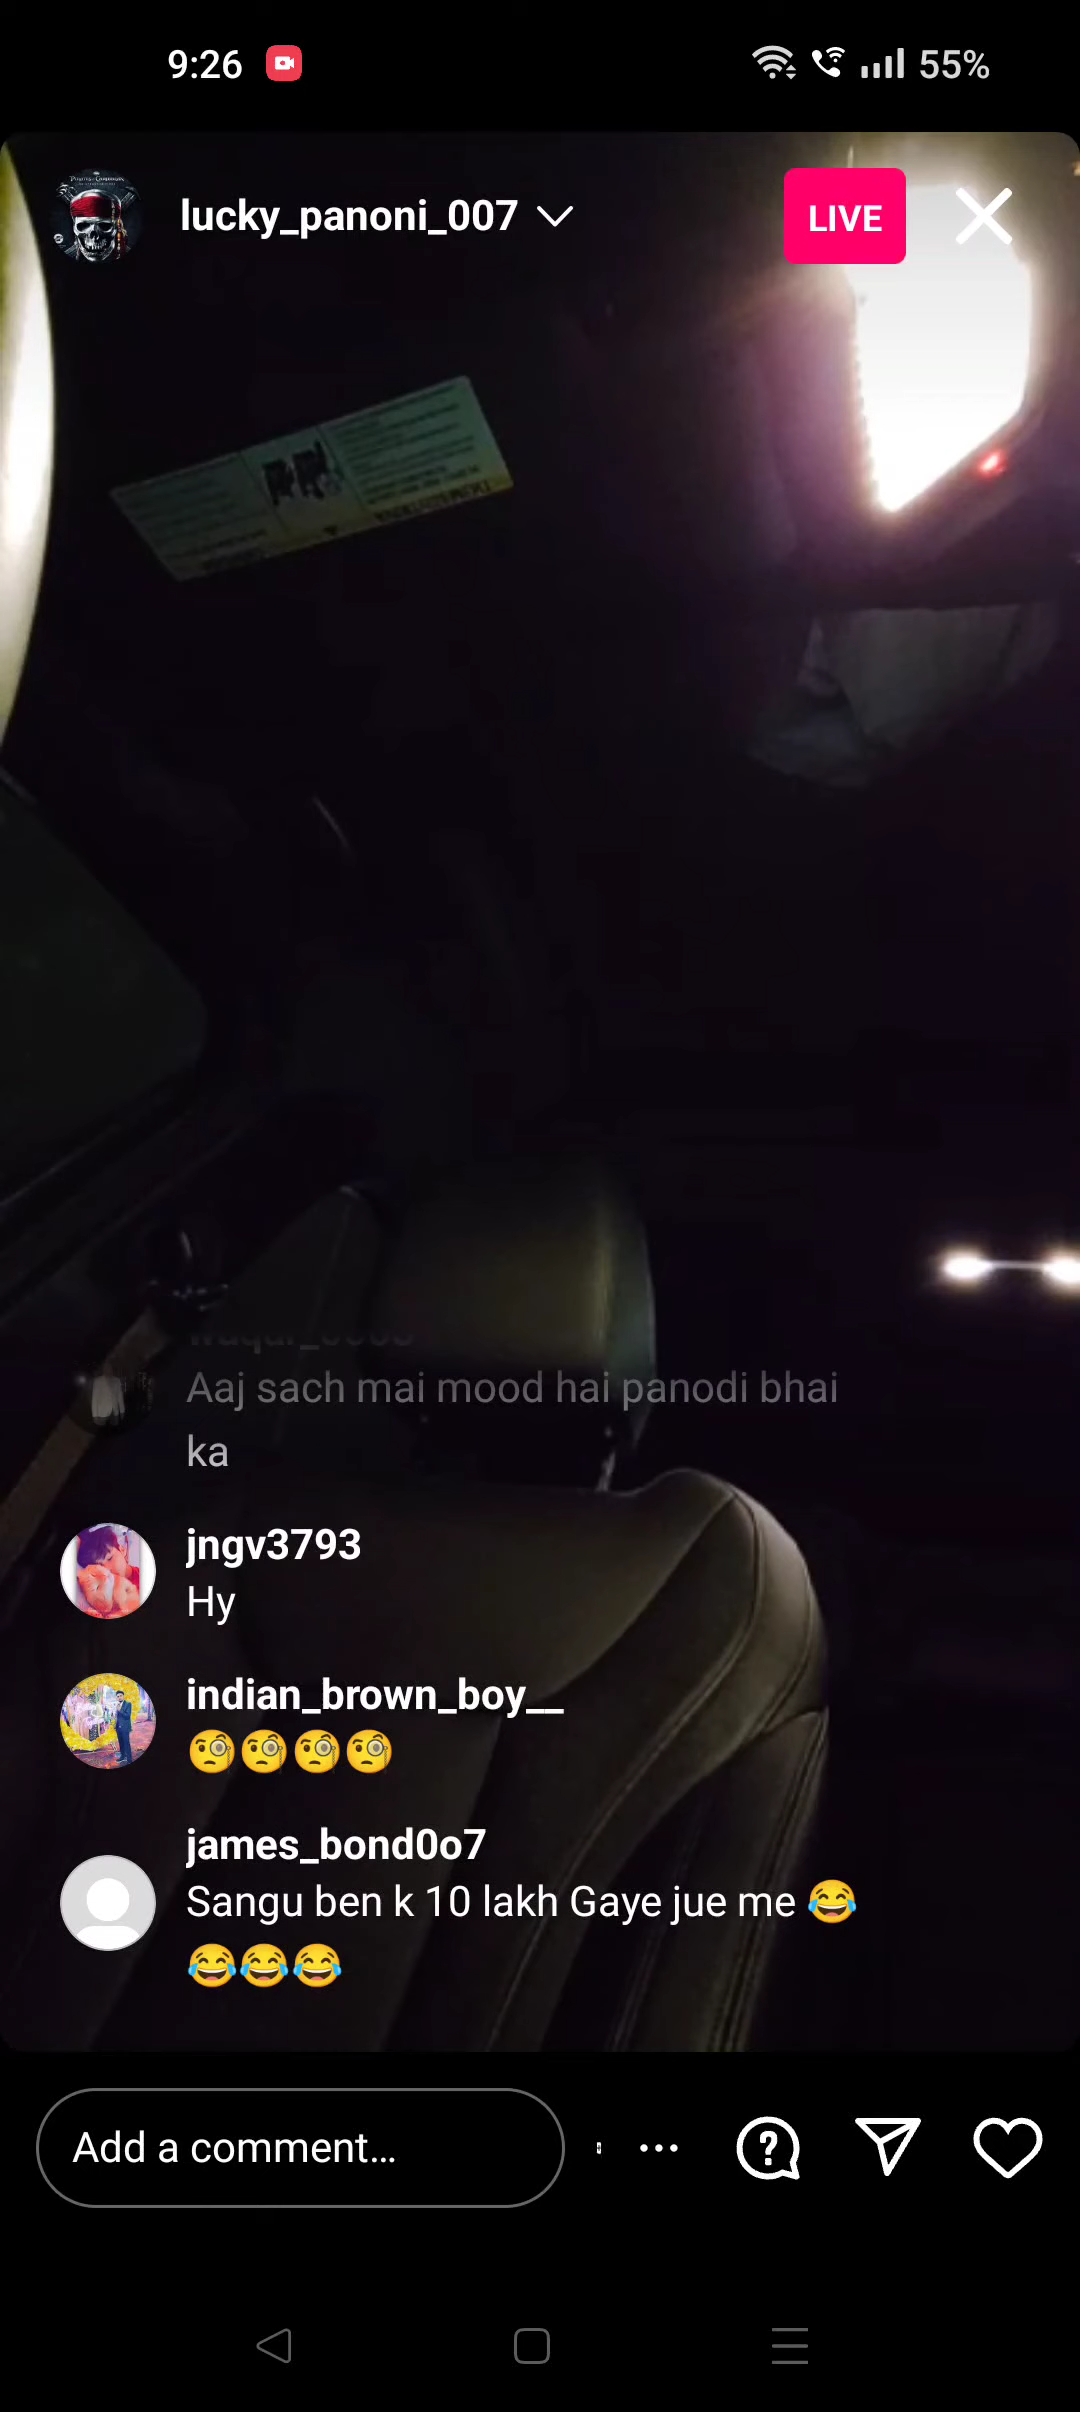 9:26
55%
lucky_panoni_007
LIVE
Aaj sach mai mood hai panodi bhai
ka
jngv3793
Hy
indian_brown_boy__
🧐🧐🧐🧐
james_bond0o7
Sangu ben k 10 lakh Gaye jue me 😂
😂😂😂
Add a comment...